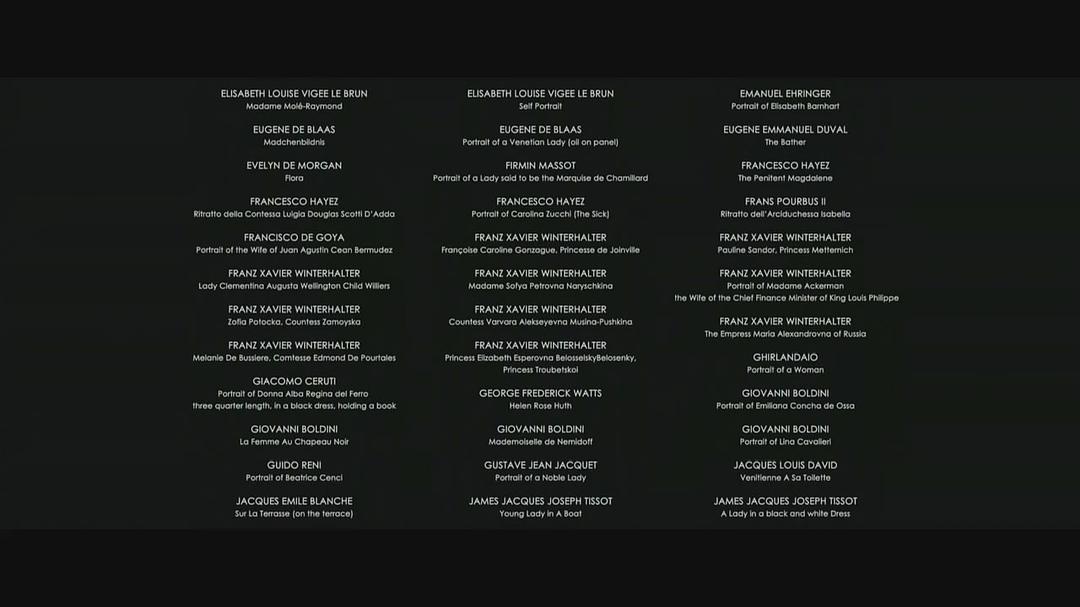 ELISABETH LOUISE VIGEE LE BRUN
Madame Molé-Raymond
EUGENE DE BLAAS
Madchenbildnis
EVELYN DE MORGAN
Flora
FRANCESCO HAYEZ
Ritratto della Contessa Luigia Douglas Scotti D'Adda
FRANCISCO DE GOYA
Portrait of the Wife of Juan Agustin Cean Bermudez
FRANZ XAVIER WINTERHALTER
Lady Clementina Augusta Wellington Child Williers
FRANZ XAVIER WINTERHALTER
Zofia Potocka, Countess Zamoyska
FRANZ XAVIER WINTERHALTER
Melanie De Bussiere, Comtesse Edmond De Pourtales
GIACOMO CERUTI
Portrait of Donna Alba Regina del Ferro
three quarter length, in a black dress, holding a book
GIOVANNI BOLDINI
La Femme Au Chapeau Noir
GUIDO RENI
Portrait of Beatrice Cenci
JACQUES EMILE BLANCHE
Sur La Terrasse (on the terrace)
ELISABETH LOUISE VIGEE LE BRUN
Self Portrait
EUGENE DE BLAAS
Portrait of a Venetian Lady (oil on panel)
FIRMIN MASSOT
Portrait of a Lady said to be the Marquise de Chamillard
FRANCESCO HAYEZ
Portrait of Carolina Zucchi (The Sick)
FRANZ XAVIER WINTERHALTER
Françoise Caroline Gonzague, Princesse de Joinville
FRANZ XAVIER WINTERHALTER
Madame Sofya Petrovna Naryschkina
FRANZ XAVIER WINTERHALTER
Countess Varvara Alekseyevna Musina-Pushkina
FRANZ XAVIER WINTERHALTER
Princess Elizabeth Esperovna BelosselskyBelosenky,
Princess Troubetskoi
GEORGE FREDERICK WATTS
Helen Rose Huth
GIOVANNI BOLDINI
Mademoiselle de Nemidoff
GUSTAVE JEAN JACQUET
Portrait of a Noble Lady
JAMES JACQUES JOSEPH TISSOT
Young Lady in A Boat
EMANUEL EHRINGER
Portrait of Elisabeth Barnhart
EUGENE EMMANUEL DUVAL
The Bather
FRANCESCO HAYEZ
The Penitent Magdalene
FRANS POURBUS II
Ritratto dell'Arciduchessa Isabella
FRANZ XAVIER WINTERHALTER
Pauline Sandor, Princess Metternich
FRANZ XAVIER WINTERHALTER
Portrait of Madame Ackerman
the Wife of the Chief Finance Minister of King Louis Philippe
FRANZ XAVIER WINTERHALTER
The Empress Maria Alexandrovna of Russia
GHIRLANDAIO
Portrait of a Woman
GIOVANNI BOLDINI
Portrait of Emiliana Concha de Ossa
GIOVANNI BOLDINI
Portrait of Lina Cavalieri
JACQUES LOUIS DAVID
Venitienne A Sa Toilette
JAMES JACQUES JOSEPH TISSOT
A Lady in a black and white Dress